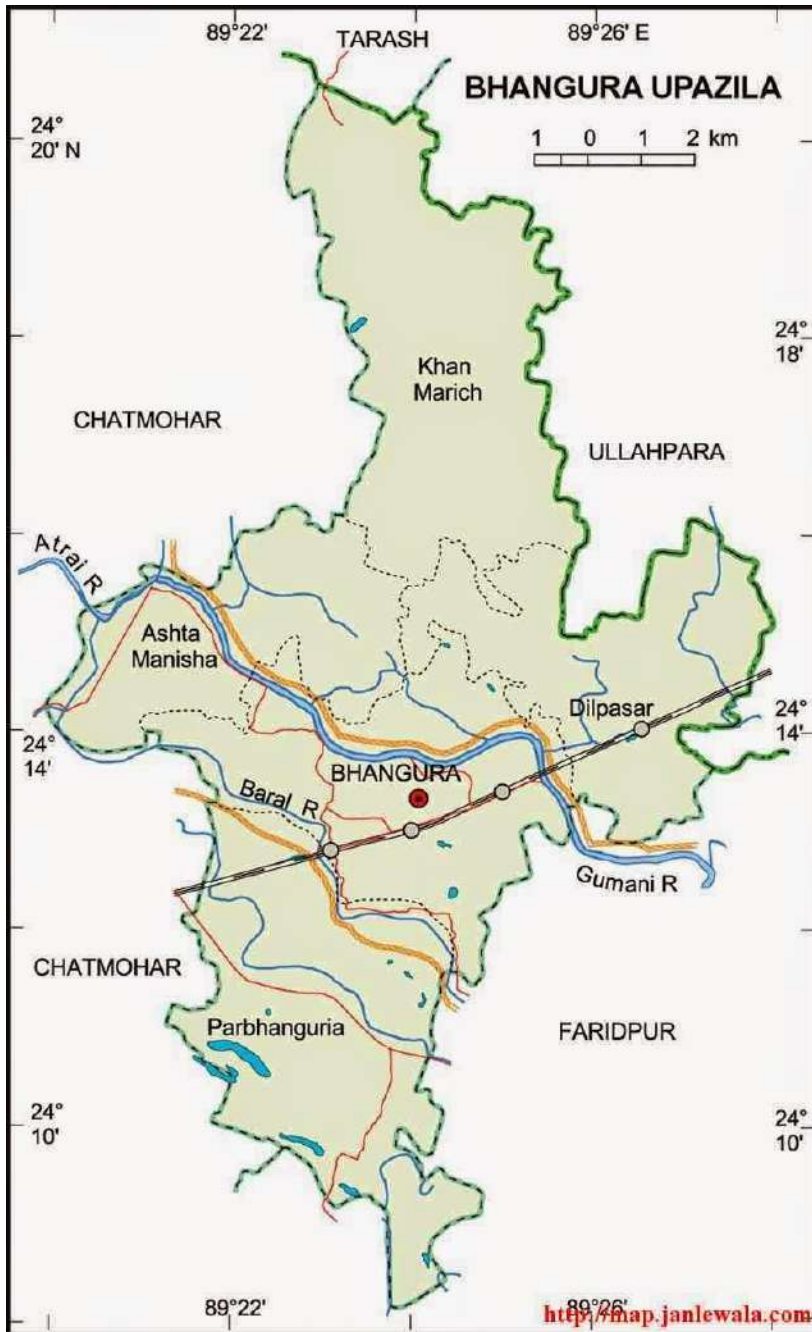 89°22'
89°26' E
TARASH
BHANGURA UPAZILA
24°
20' N
1 0 1 2 km
24°
18'
Khan
Marich
CHATMOHAR
ULLAHPARA
Atrai R
Ashta
Manisha
Dilpasar
24°
14'
24°
14'
BHANGURA
Baral R
Gumani R
CHATMOHAR
Parbhanguria
FARIDPUR
24°
10'
24°
10'
89°22'
89°26'
http://map.janlewala.com